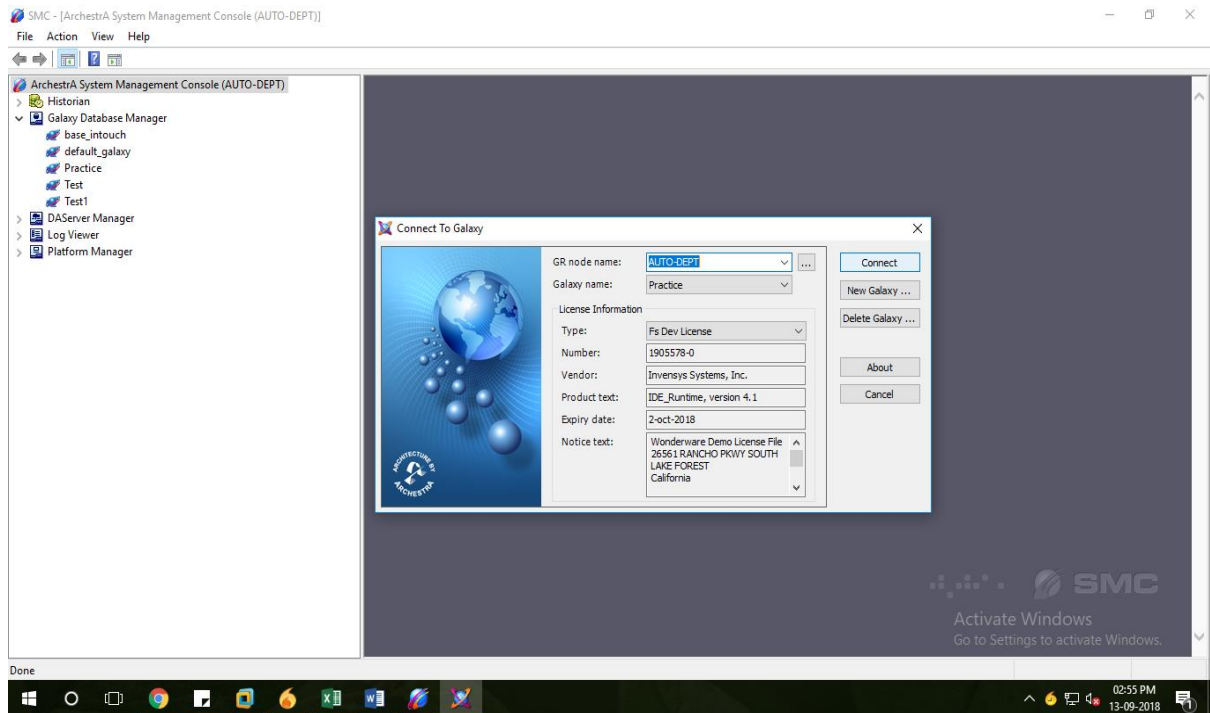 SMC - [ArchestrA System Management Console (AUTO-DEPT)]
File Action View Help
ArchestrA System Management Console (AUTO-DEPT)
Historian
Galaxy Database Manager
base_intouch
default_galaxy
Practice
Test
Test1
DAServer Manager
Log Viewer
Platform Manager
Connect To Galaxy
GR node name: AUTO-DEPT ...
Connect
Galaxy name: Practice
New Galaxy ...
License Information
Delete Galaxy ...
Type: Fs Dev License
Number: 1905578-0
Vendor: Invensys Systems, Inc.
About
Product text: IDE_Runtime, version 4.1
Cancel
Expiry date: 2-oct-2018
Notice text: Wonderware Demo License File
26561 RANCHO PKWY SOUTH
LAKE FOREST
California
ARCHITECTURE BY
ARCHESTRA
SMC
Activate Windows
Go to Settings to activate Windows.
Done
02:55 PM
13-09-2018